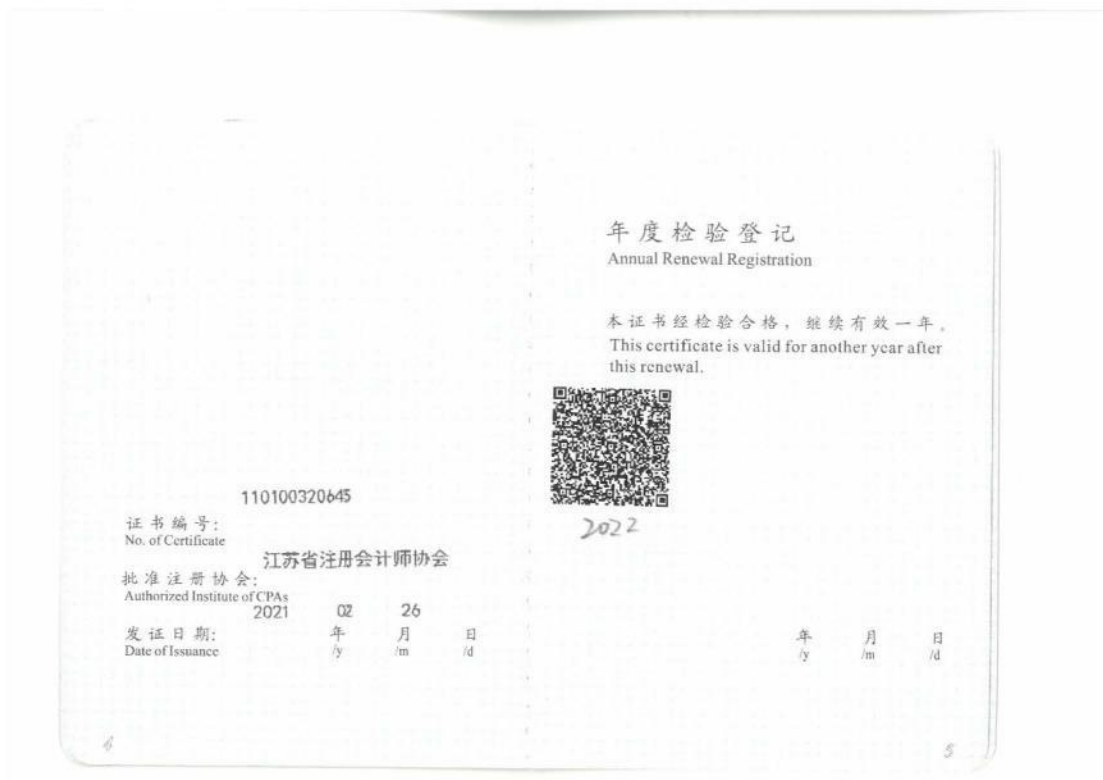 110100320645
证书编号:
No. of Certificate
江苏省注册会计师协会
批准注册协会:
Authorized Institute of CPAs
2021 02 26
发证日期: 年 月 日
Date of Issuance /y /m /d
4
年度检验登记
Annual Renewal Registration
本证书经检验合格，继续有效一年。
This certificate is valid for another year after
this renewal.
2022
年 月 日
/y /m /d
5